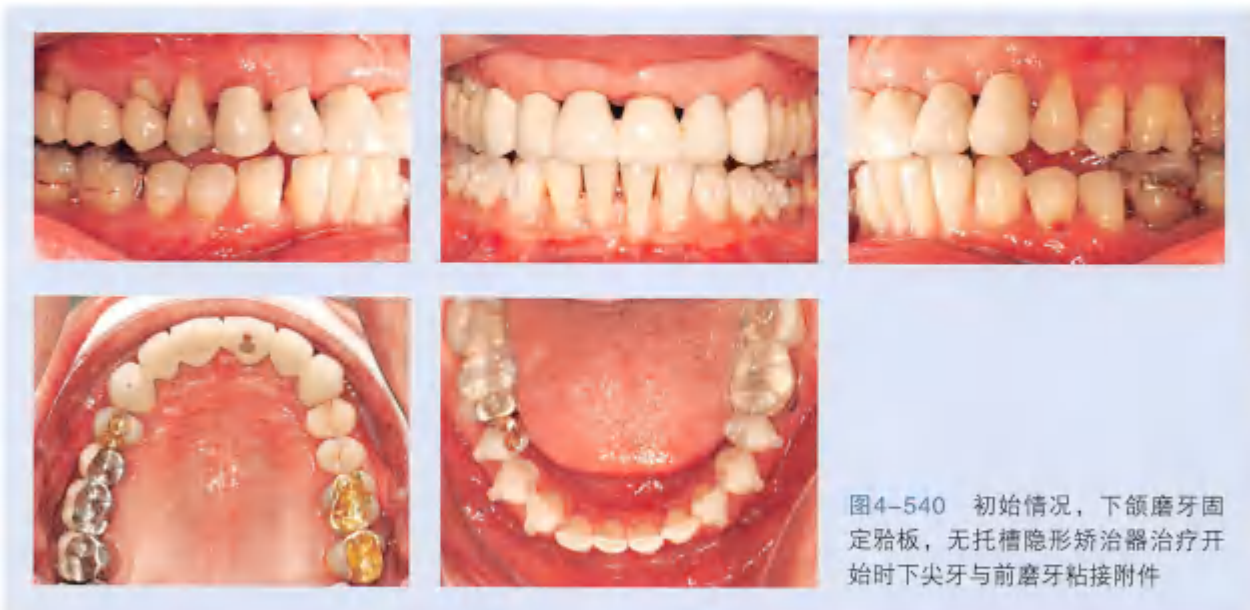 图4-540 初始情况，下颌磨牙固
定𬌗板，无托槽隐形矫治器治疗开
始时下尖牙与前磨牙粘接附件